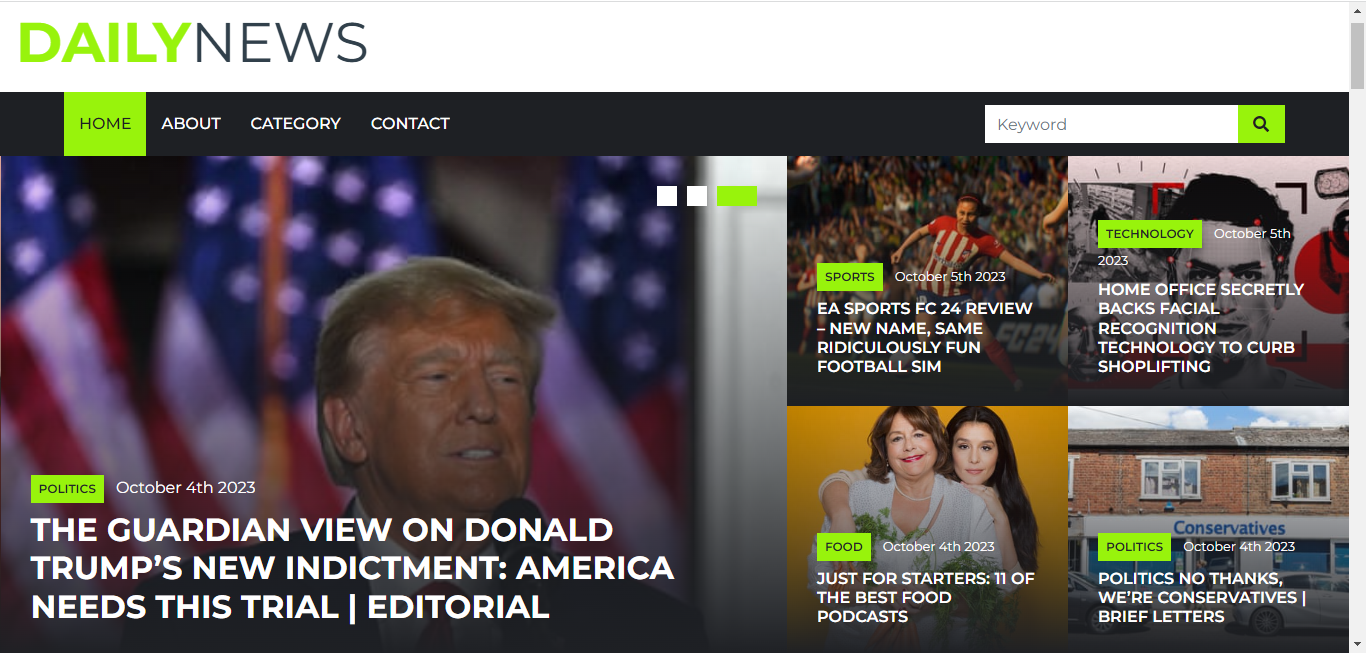 DAILYNEWS
HOME ABOUT CATEGORY CONTACT Keyword
POLITICS October 4th 2023
THE GUARDIAN VIEW ON DONALD
TRUMP’S NEW INDICTMENT: AMERICA
NEEDS THIS TRIAL | EDITORIAL
SPORTS October 5th 2023
EA SPORTS FC 24 REVIEW
– NEW NAME, SAME
RIDICULOUSLY FUN
FOOTBALL SIM
FC24
TECHNOLOGY October 5th
2023
HOME OFFICE SECRETLY
BACKS FACIAL
RECOGNITION
TECHNOLOGY TO CURB
SHOPLIFTING
FOOD October 4th 2023
JUST FOR STARTERS: 11 OF
THE BEST FOOD
PODCASTS
Conservatives
POLITICS October 4th 2023
POLITICS NO THANKS,
WE’RE CONSERVATIVES |
BRIEF LETTERS